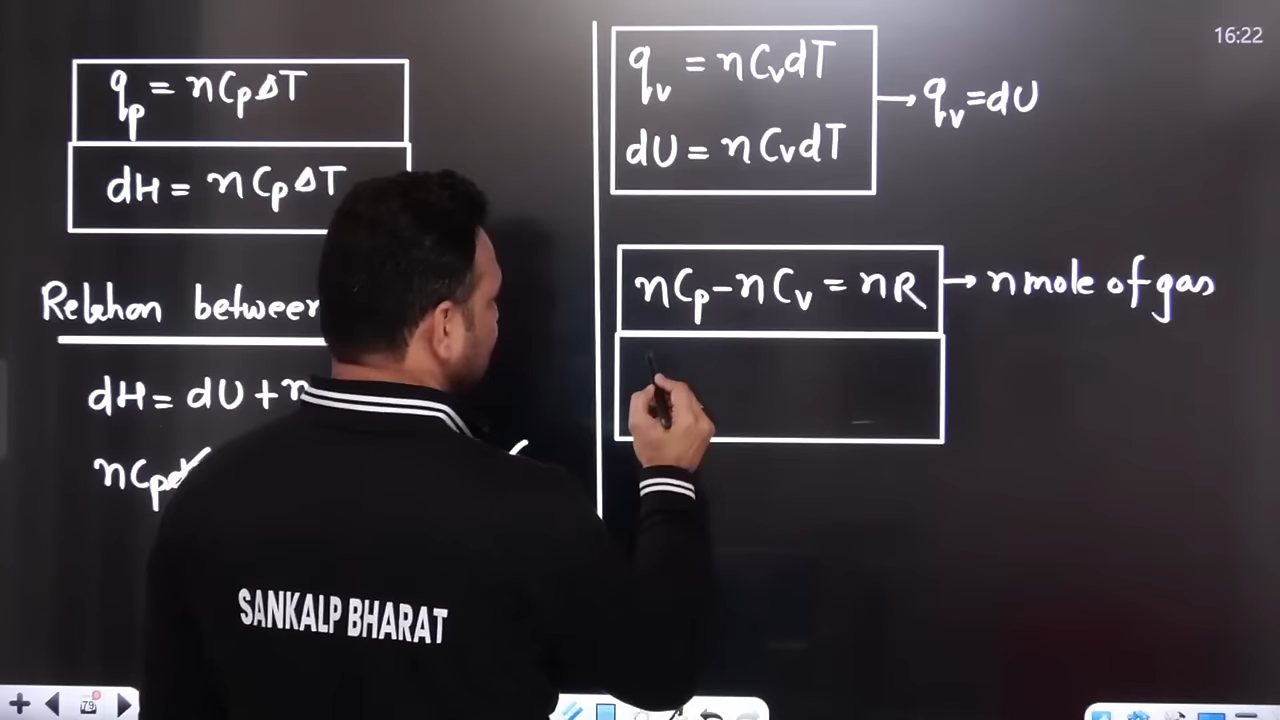 16:22
qp = nCpΔT
dH = nCpΔT
Relation between
dH = dU + n
nCpd
qv = nCvdT
dU = nCvdT
→ qv = dU
nCp - nCv = nR → n mole of gas
SANKALP BHARAT
79